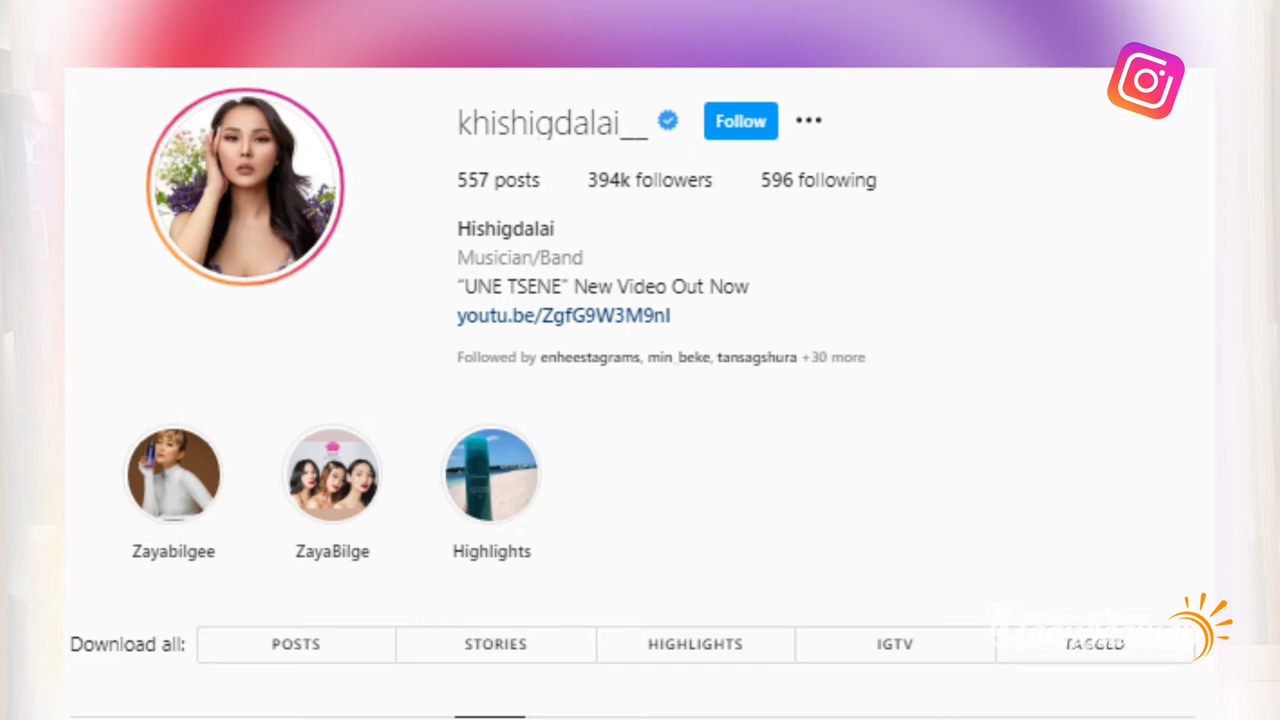 khishigdalai__ Follow •••
557 posts 394k followers 596 following
Hishigdalai
Musician/Band
“UNE TSENE” New Video Out Now
youtu.be/ZgfG9W3M9nI
Followed by enheestagrams, min_beke, tansagshura +30 more
Zayabilgee ZayaBilge Highlights
Download all: POSTS STORIES HIGHLIGHTS IGTV TAGGED